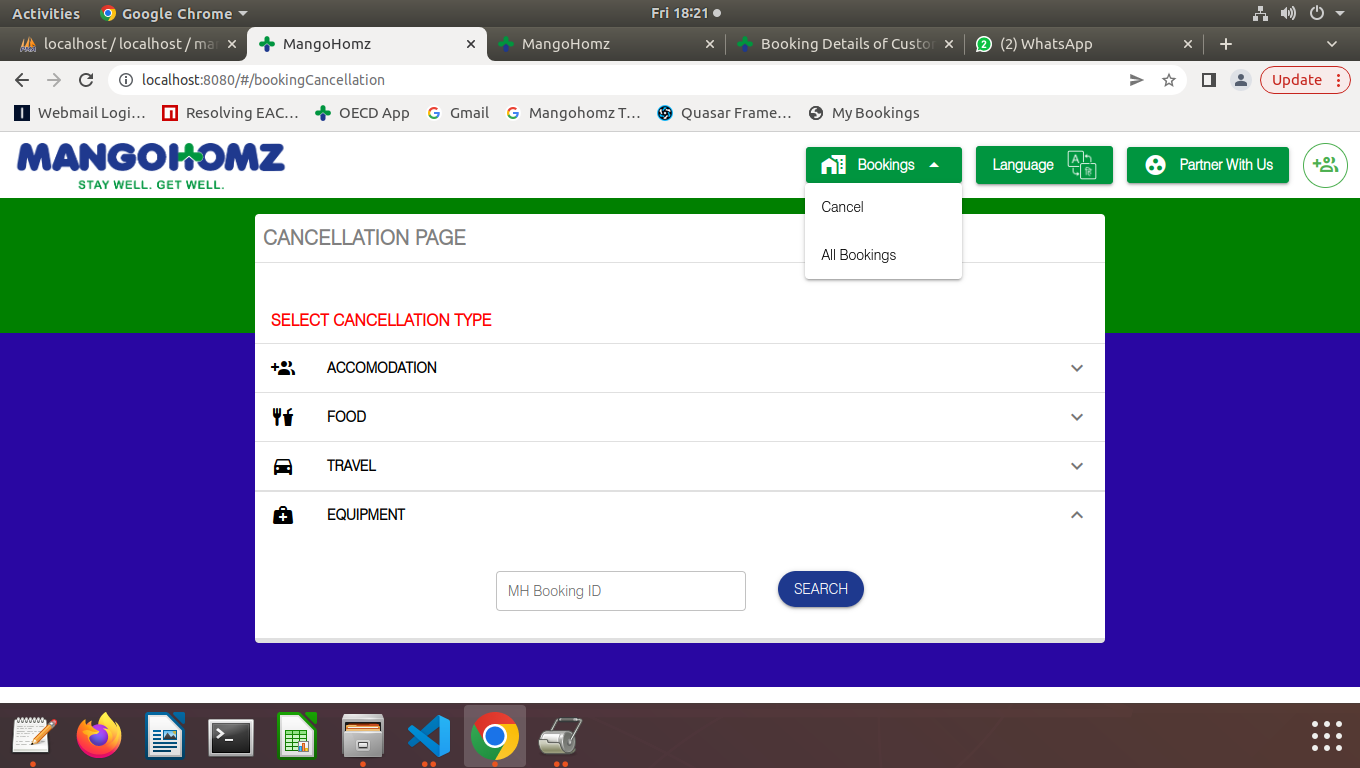 Activities Google Chrome Fri 18:21
localhost / localhost / mar MangoHomz MangoHomz Booking Details of Custo (2) WhatsApp
localhost:8080/#/bookingCancellation Update
Webmail Logi... Resolving EAC... OECD App Gmail Mangohomz T... Quasar Frame... My Bookings
MANGOHOMZ
STAY WELL. GET WELL.
Bookings Language Partner With Us
Cancel
All Bookings
CANCELLATION PAGE
SELECT CANCELLATION TYPE
ACCOMODATION
FOOD
TRAVEL
EQUIPMENT
MH Booking ID SEARCH